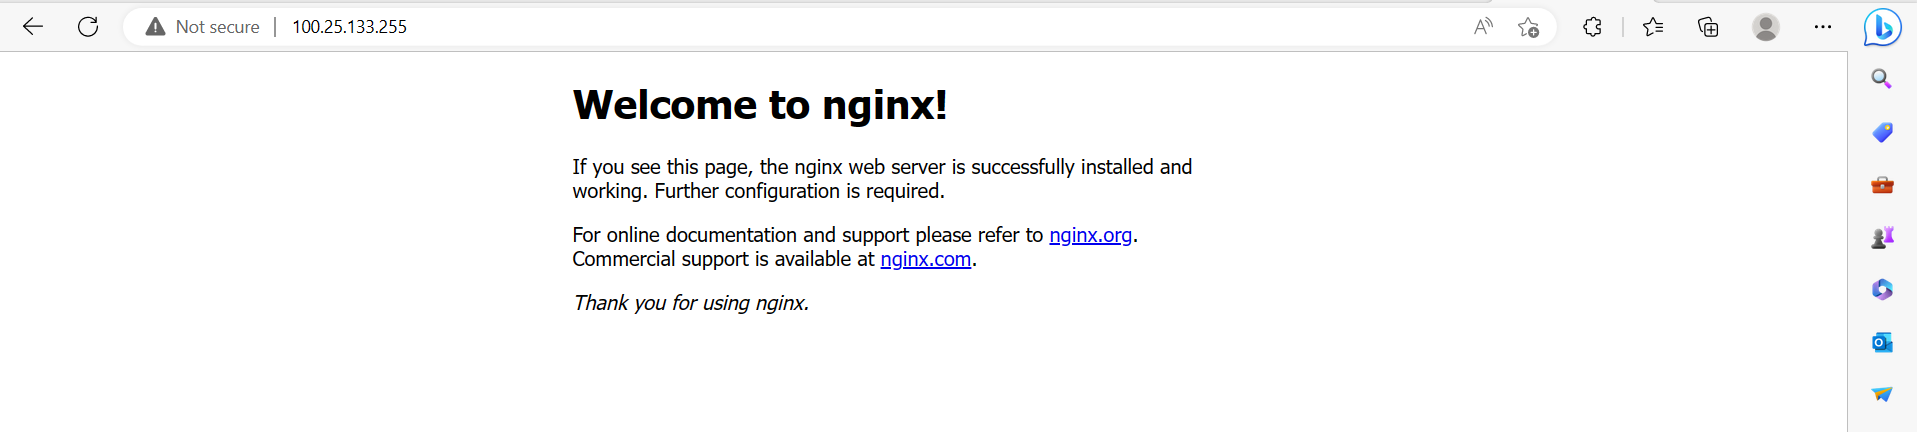 Not secure | 100.25.133.255
Welcome to nginx!
If you see this page, the nginx web server is successfully installed and
working. Further configuration is required.
For online documentation and support please refer to nginx.org.
Commercial support is available at nginx.com.
Thank you for using nginx.